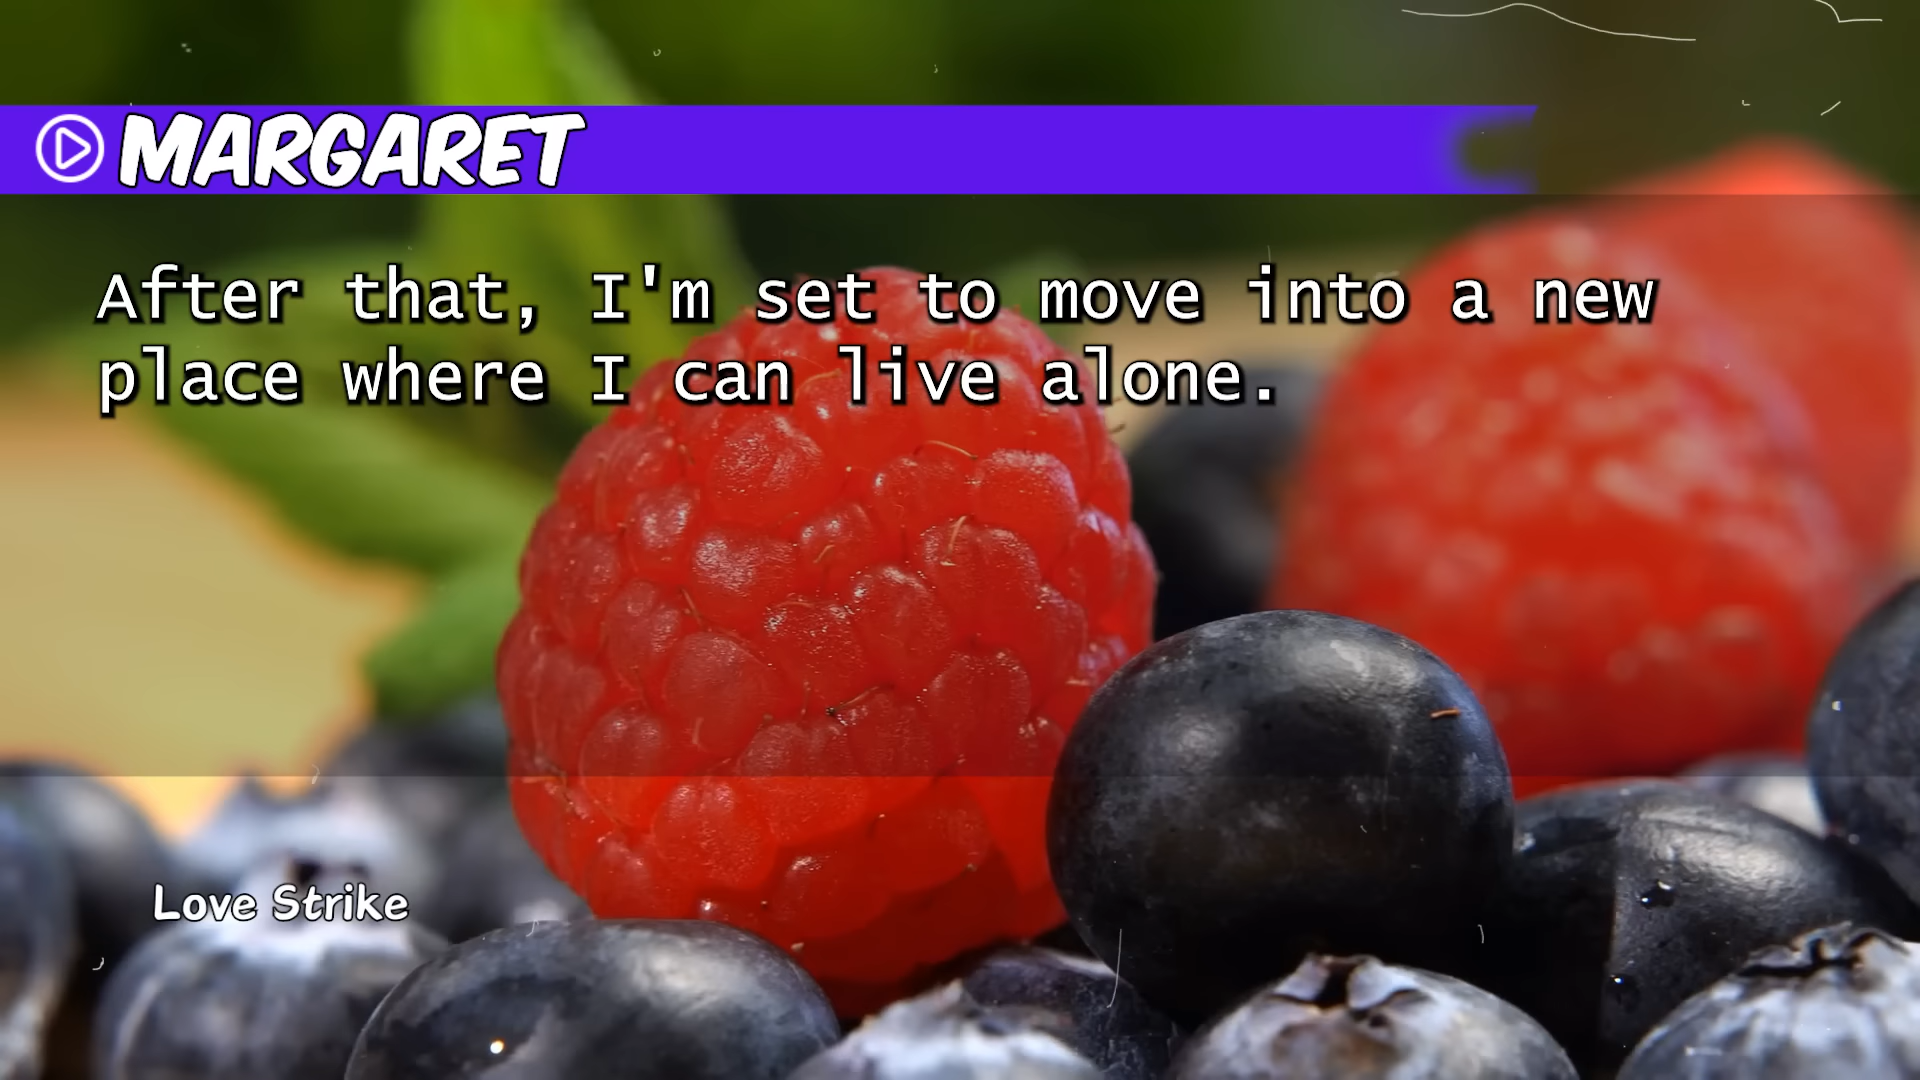 MARGARET
After that, I'm set to move into a new
place where I can live alone.
Love Strike